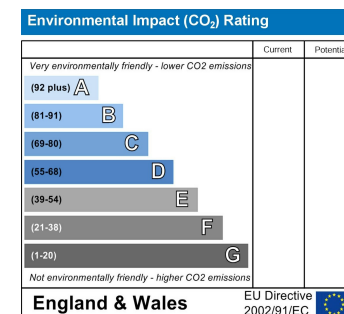 Environmental Impact (CO₂) Rating
Current Potentia
Very environmentally friendly - lower CO2 emissions
(92 plus) A
(81-91) B
(69-80) C
(55-68) D
(39-54) E
(21-38) F
(1-20) G
Not environmentally friendly - higher CO2 emissions
England & Wales
EU Directive
2002/91/EC